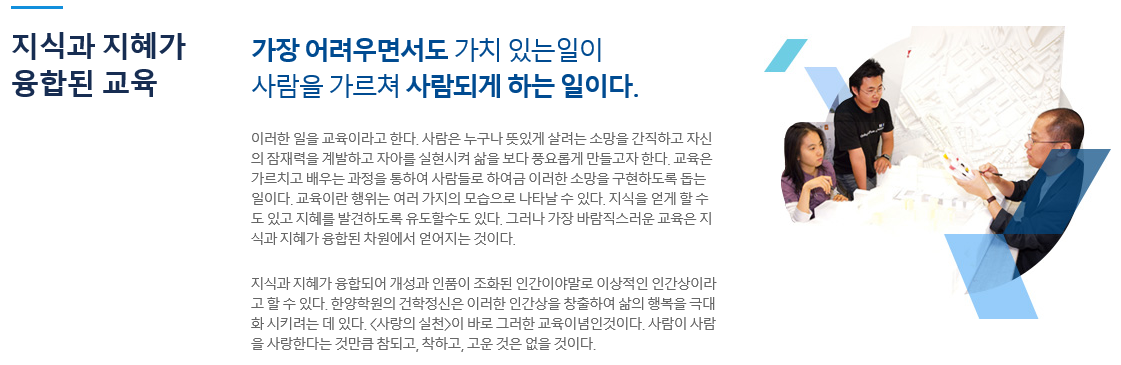 지식과 지혜가
융합된 교육
가장 어려우면서도 가치 있는일이
사람을 가르쳐 사람되게 하는 일이다.
이러한 일을 교육이라고 한다. 사람은 누구나 뜻있게 살려는 소망을 간직하고 자신
의 잠재력을 계발하고 자아를 실현시켜 삶을 보다 풍요롭게 만들고자 한다. 교육은
가르치고 배우는 과정을 통하여 사람들로 하여금 이러한 소망을 구현하도록 돕는
일이다. 교육이란 행위는 여러 가지의 모습으로 나타날 수 있다. 지식을 얻게 할 수
도 있고 지혜를 발견하도록 유도할수도 있다. 그러나 가장 바람직스러운 교육은 지
식과 지혜가 융합된 차원에서 얻어지는 것이다.
지식과 지혜가 융합되어 개성과 인품이 조화된 인간이야말로 이상적인 인간상이라
고 할 수 있다. 한양학원의 건학정신은 이러한 인간상을 창출하여 삶의 행복을 극대
화 시키려는 데 있다. <사랑의 실천>이 바로 그러한 교육이념인것이다. 사람이 사람
을 사랑한다는 것만큼 참되고, 착하고, 고운 것은 없을 것이다.